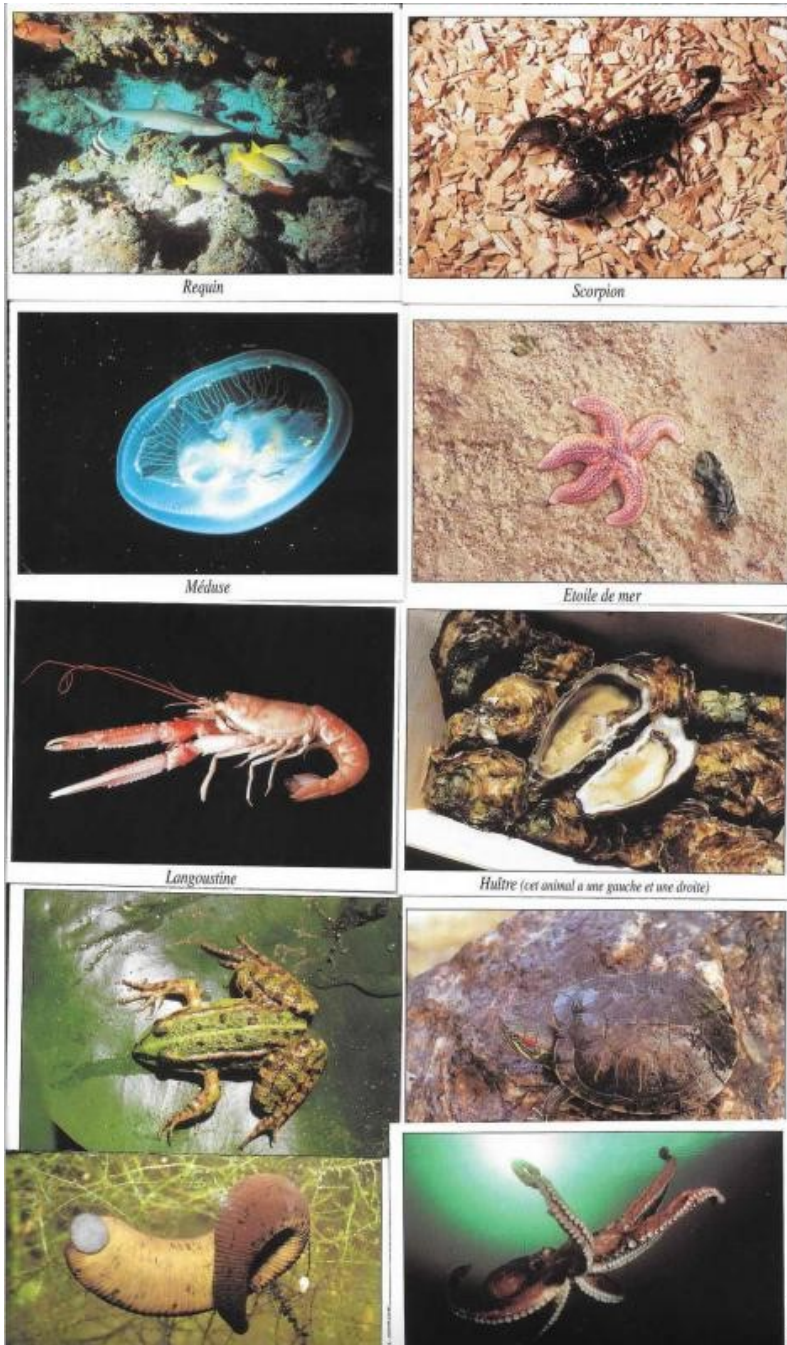 Requin
Scorpion
Méduse
Etoile de mer
Langoustine
Huître (cet animal a une gauche et une droite)